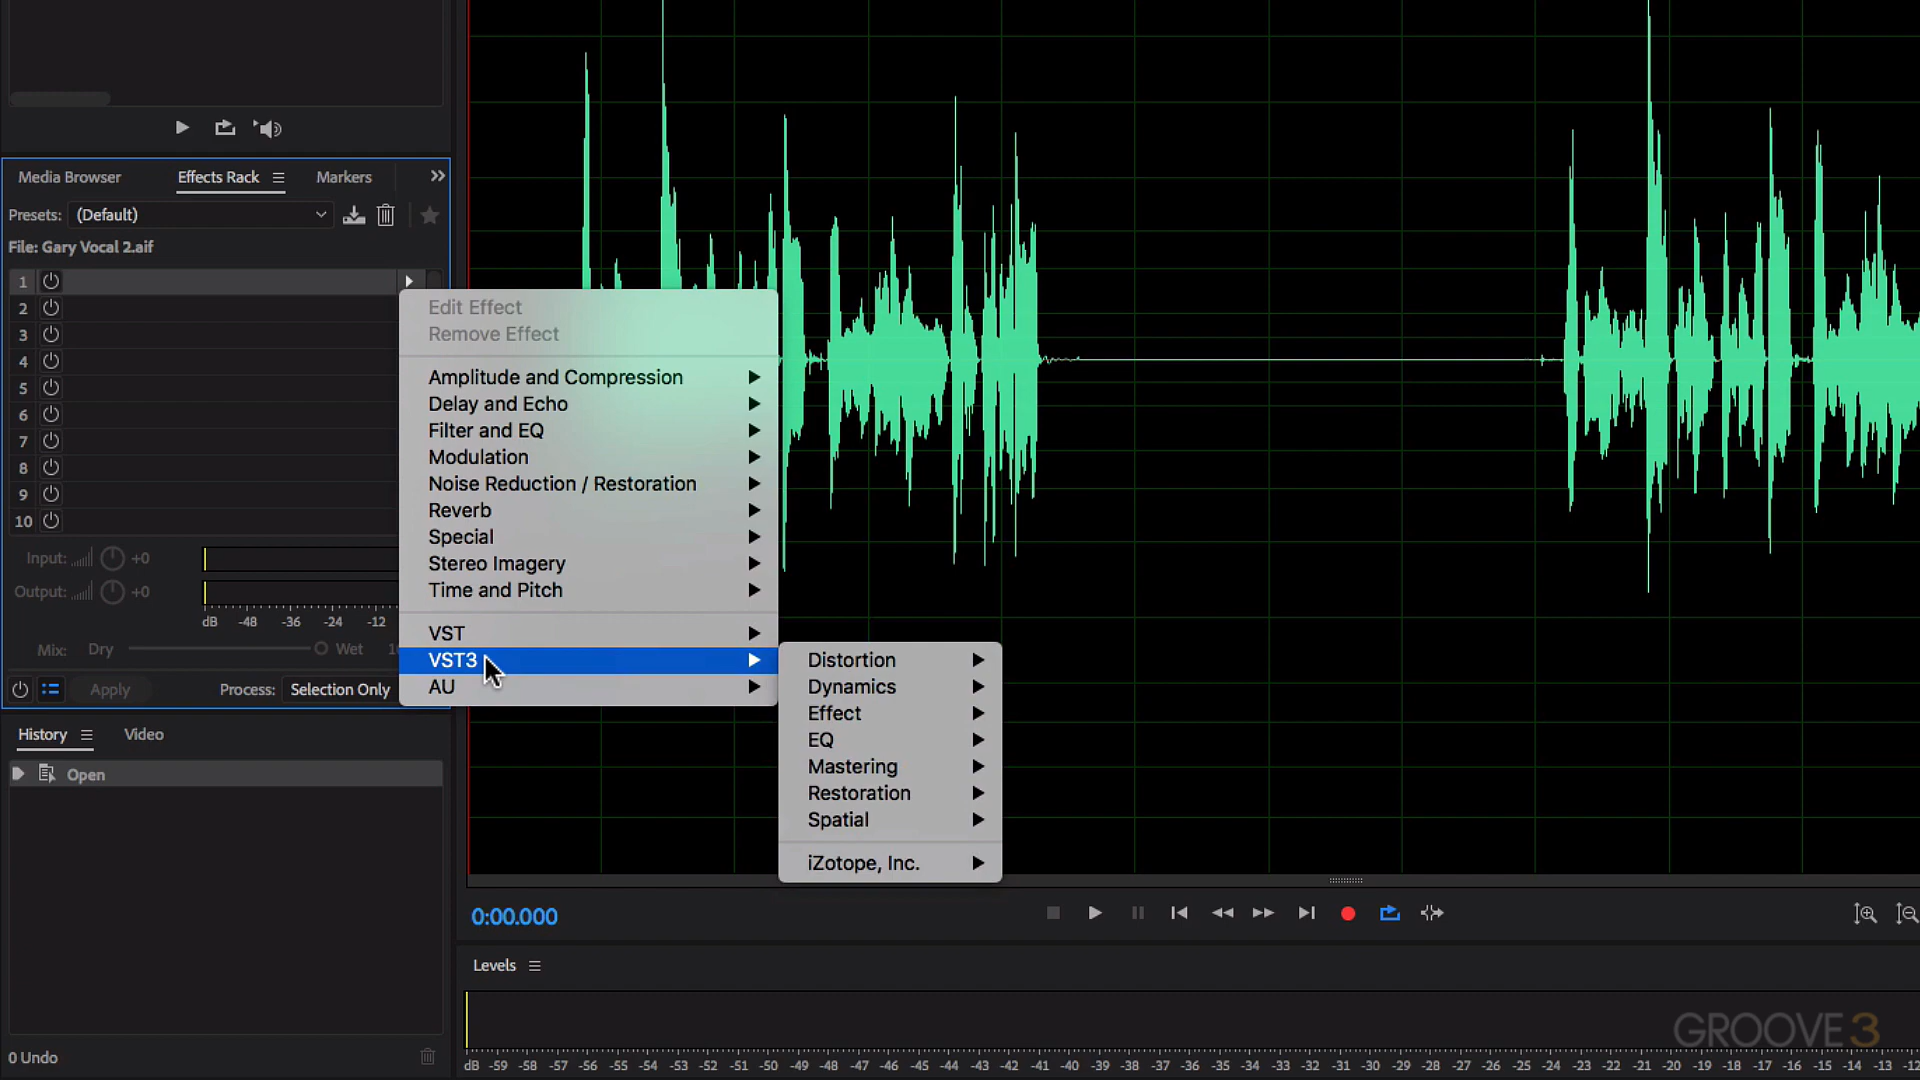 Media Browser
Effects Rack
Markers
Presets: (Default)
File: Gary Vocal 2.aif
1
2
3
4
5
6
7
8
9
10
Input: +0
Output: +0
dB -48 -36 -24 -12
Mix: Dry Wet
Apply
Process: Selection Only
Edit Effect
Remove Effect
Amplitude and Compression
Delay and Echo
Filter and EQ
Modulation
Noise Reduction / Restoration
Reverb
Special
Stereo Imagery
Time and Pitch
VST
VST3
AU
Distortion
Dynamics
Effect
EQ
Mastering
Restoration
Spatial
iZotope, Inc.
History
Video
Open
0 Undo
0:00.000
Levels
dB -59 -58 -57 -56 -55 -54 -53 -52 -51 -50 -49 -48 -47 -46 -45 -44 -43 -42 -41 -40 -39 -38 -37 -36 -35 -34 -33 -32 -31 -30 -29 -28 -27 -26 -25 -24 -23 -22 -21 -20 -19 -18 -17 -16 -15 -14 -13 -12
GROOVE 3